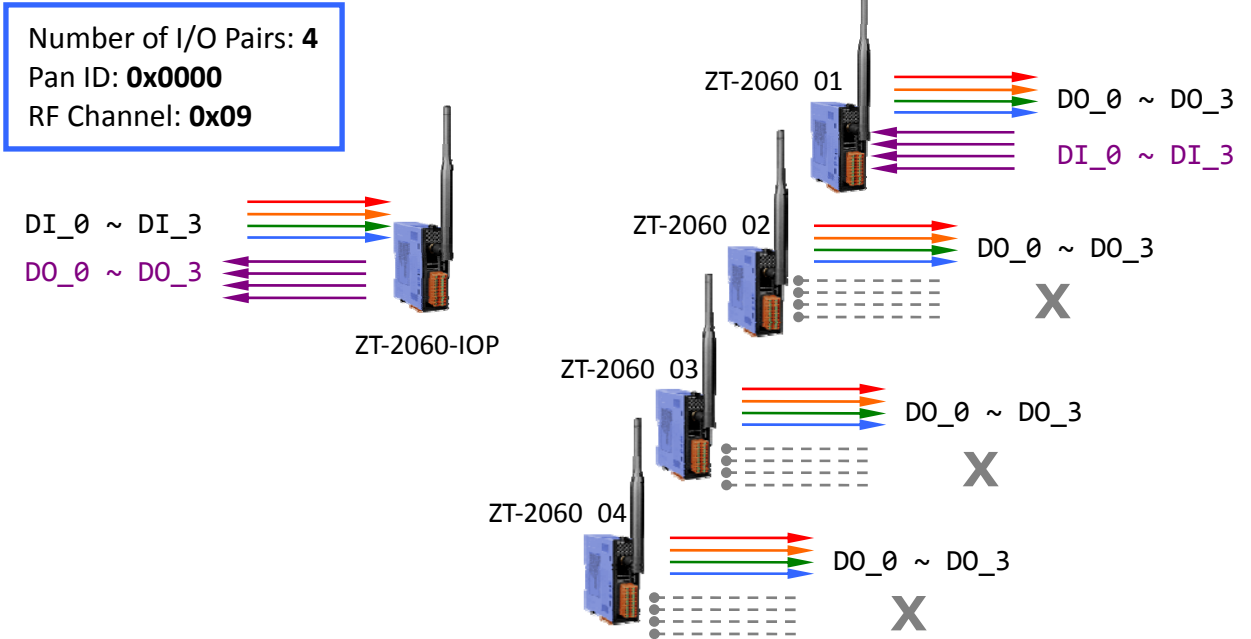 Number of I/O Pairs: 4
Pan ID: 0x0000
RF Channel: 0x09
ZT-2060 01
DO_0 ~ DO_3
DI_0 ~ DI_3
DI_0 ~ DI_3
DO_0 ~ DO_3
ZT-2060-IOP
ZT-2060 02
DO_0 ~ DO_3
X
ZT-2060 03
DO_0 ~ DO_3
X
ZT-2060 04
DO_0 ~ DO_3
X